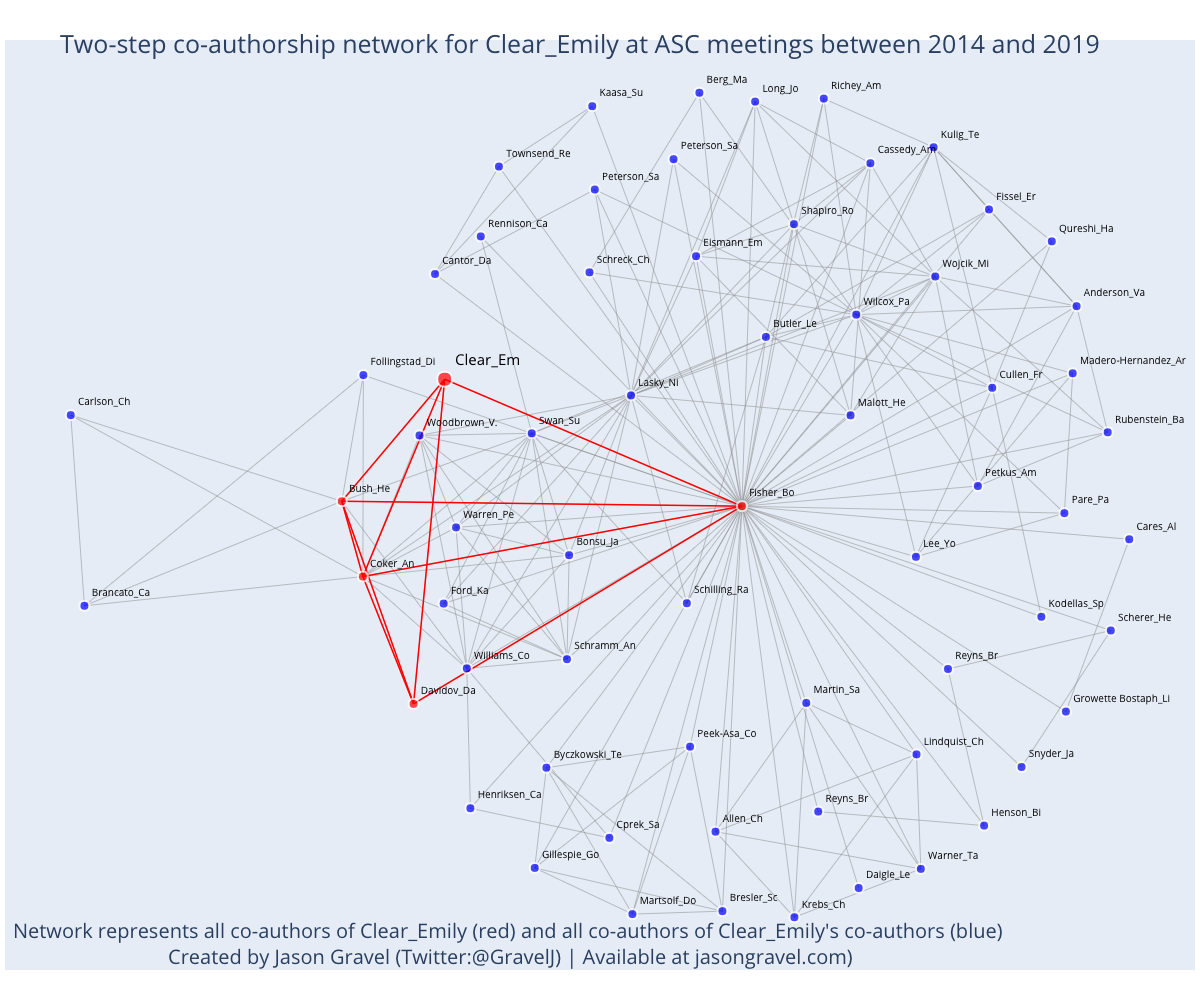 Two-step co-authorship network for Clear_Emily at ASC meetings between 2014 and 2019
Berg_Ma
Richey_Am
Long_Jo
Kaasa_Su
Kulig_Te
Peterson_Sa
Cassedy_Am
Townsend_Re
Peterson_Sa
Fissel_Er
Shapiro_Ro
Rennison_Ca
Qureshi_Ha
Eismann_Em
Cantor_Da
Schreck_Ch
Wojcik_Mi
Anderson_Va
Wilcox_Pa
Butler_Le
Clear_Em
Follingstad_Di
Madero-Hernandez_Ar
Cullen_Fr
Lasky_Ni
Carlson_Ch
Malott_He
Woodbrown_V.
Swan_Su
Rubenstein_Ba
Petkus_Am
Bush_He
Fisher_Bo
Pare_Pa
Warren_Pe
Cares_Al
Bonsu_Ja
Lee_Yo
Coker_An
Brancato_Ca
Ford_Ka
Schilling_Ra
Kodellas_Sp
Scherer_He
Schramm_An
Williams_Co
Reyns_Br
Davidov_Da
Martin_Sa
Growette Bostaph_Li
Peek-Asa_Co
Lindquist_Ch
Byczkowski_Te
Snyder_Ja
Henriksen_Ca
Reyns_Br
Henson_Bi
Allen_Ch
Cprek_Sa
Gillespie_Go
Warner_Ta
Daigle_Le
Bresler_Sc
Martsolf_Do
Krebs_Ch
Network represents all co-authors of Clear_Emily (red) and all co-authors of Clear_Emily's co-authors (blue)
Created by Jason Gravel (Twitter:@GravelJ) | Available at jasongravel.com)